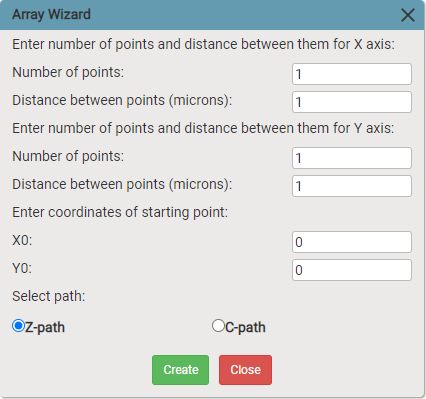 Array Wizard
Enter number of points and distance between them for X axis:
Number of points: 1
Distance between points (microns): 1
Enter number of points and distance between them for Y axis:
Number of points: 1
Distance between points (microns): 1
Enter coordinates of starting point:
X0: 0
Y0: 0
Select path:
Z-path C-path
Create Close